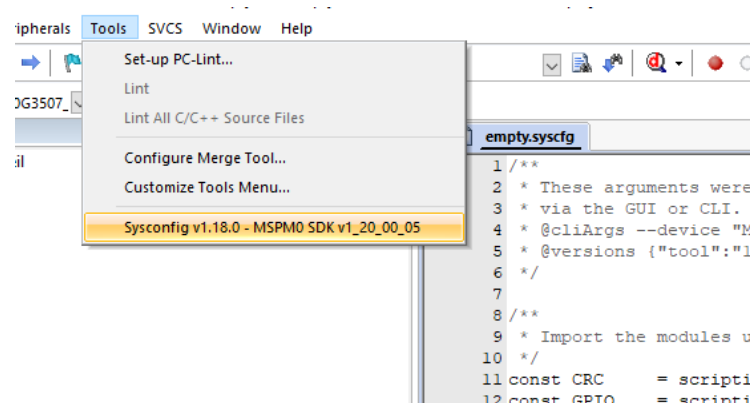 Tools SVCS Window Help
Set-up PC-Lint...
Lint
Lint All C/C++ Source Files
Configure Merge Tool...
Customize Tools Menu...
Sysconfig v1.18.0 - MSPM0 SDK v1_20_00_05
empty.syscfg
1 /**
2 * These arguments were
3 * via the GUI or CLI.
4 * @cliArgs --device "M
5 * @versions {"tool":"1
6 */
7
8 /**
9 * Import the modules u
10 */
11 const CRC = scripti
12 const GPIO = scripti